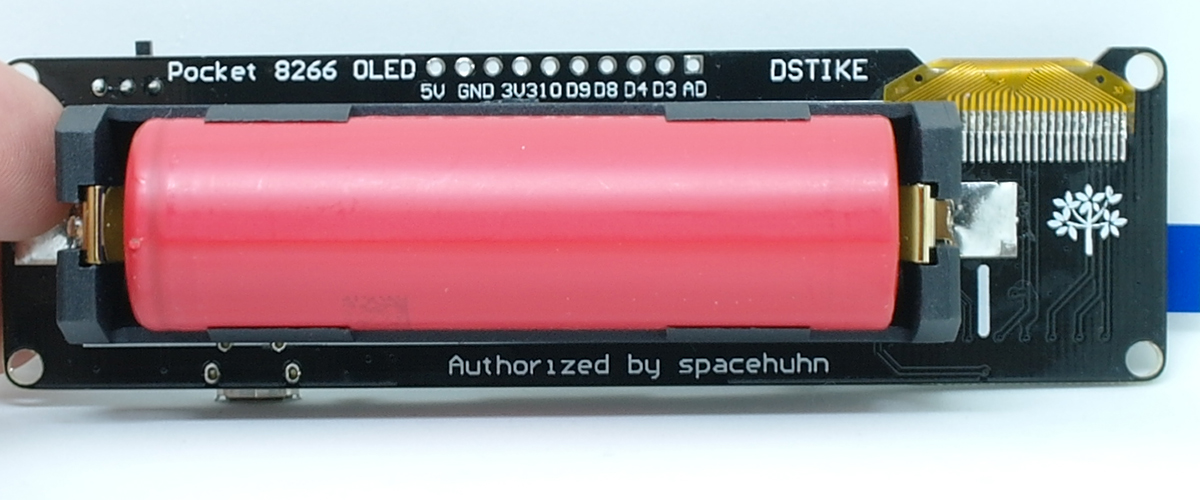 Pocket 8266 OLED
DSTIKE
5V GND 3V3 10 D9 D8 D4 D3 AD
Authorized by spacehuhn